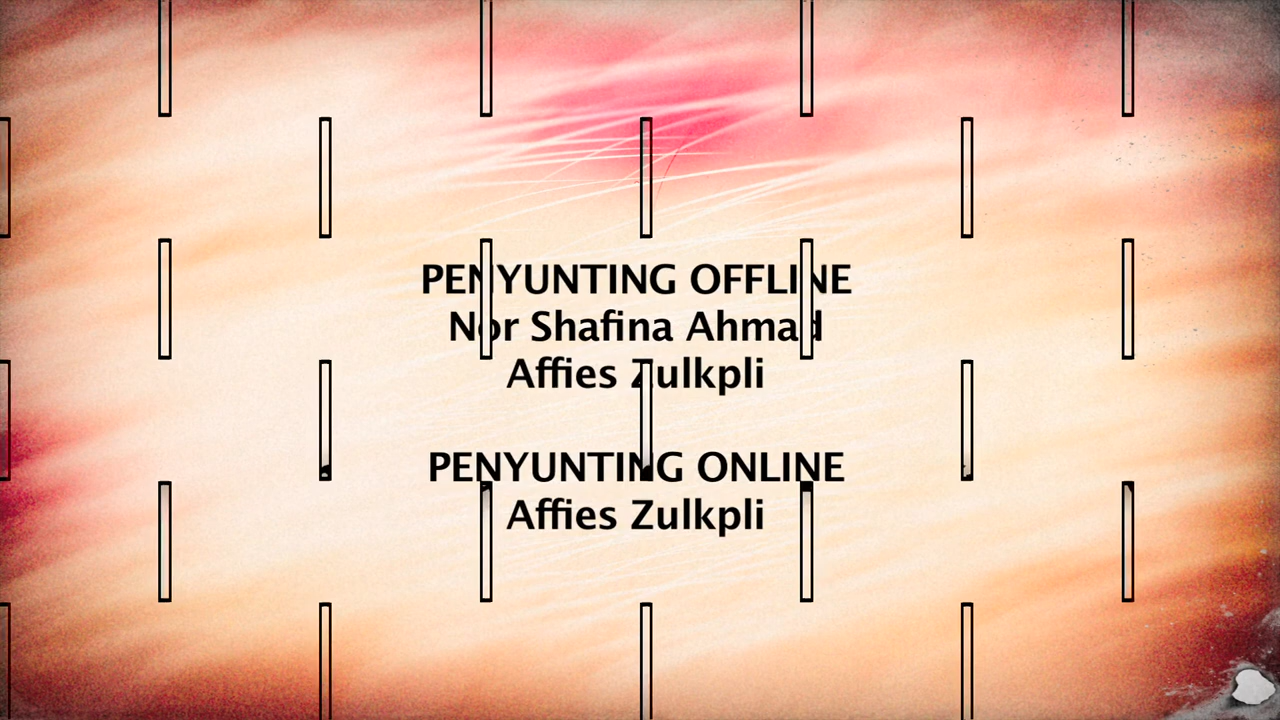 PENYUNTING OFFLINE
Nor Shafina Ahmad
Affies Zulkpli
PENYUNTING ONLINE
Affies Zulkpli